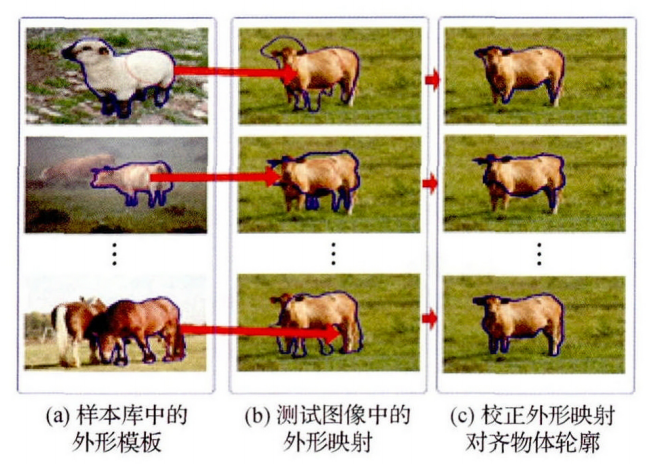 (a) 样本库中的
外形模板
(b) 测试图像中的
外形映射
(c) 校正外形映射
对齐物体轮廓